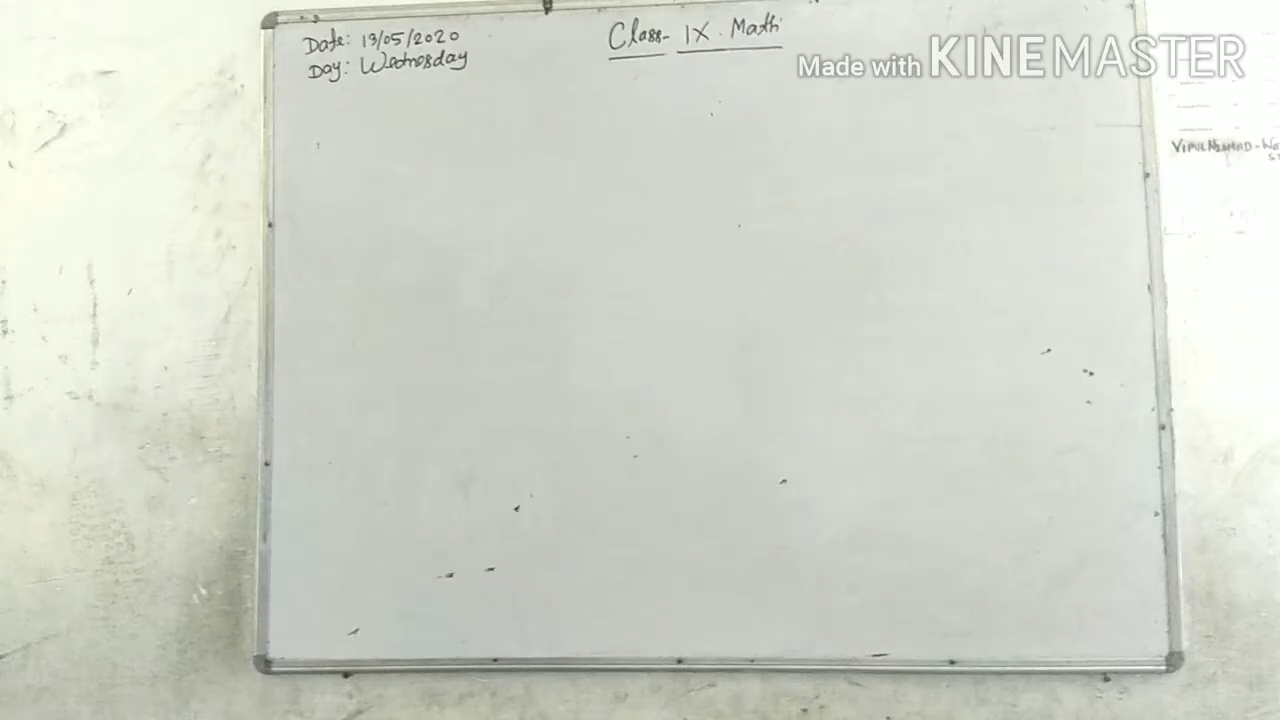 Date: 13/05/2020
Day: Wednesday
Class- IX. Math
Made with KINEMASTER